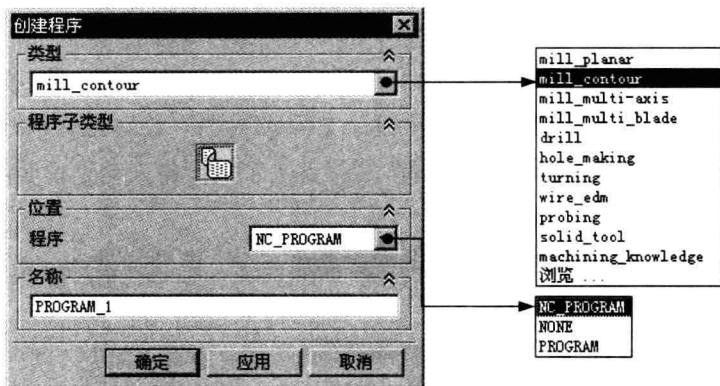 创建程序
类型
mill_contour
程序子类型
位置
程序 NC_PROGRAM
名称
PROGRAM_1
确定 应用 取消
mill_planar
mill_contour
mill_multi-axis
mill_multi_blade
drill
hole_making
turning
wire_edm
probing
solid_tool
machining_knowledge
浏览 ...
NC_PROGRAM
NONE
PROGRAM